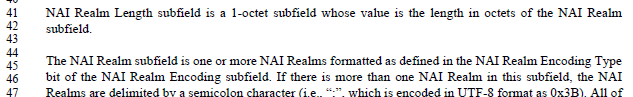 41 NAI Realm Length subfield is a 1-octet subfield whose value is the length in octets of the NAI Realm
42 subfield.
43
44
45 The NAI Realm subfield is one or more NAI Realms formatted as defined in the NAI Realm Encoding Type
46 bit of the NAI Realm Encoding subfield. If there is more than one NAI Realm in this subfield, the NAI
47 Realms are delimited by a semicolon character (i.e., “;”, which is encoded in UTF-8 format as 0x3B). All of